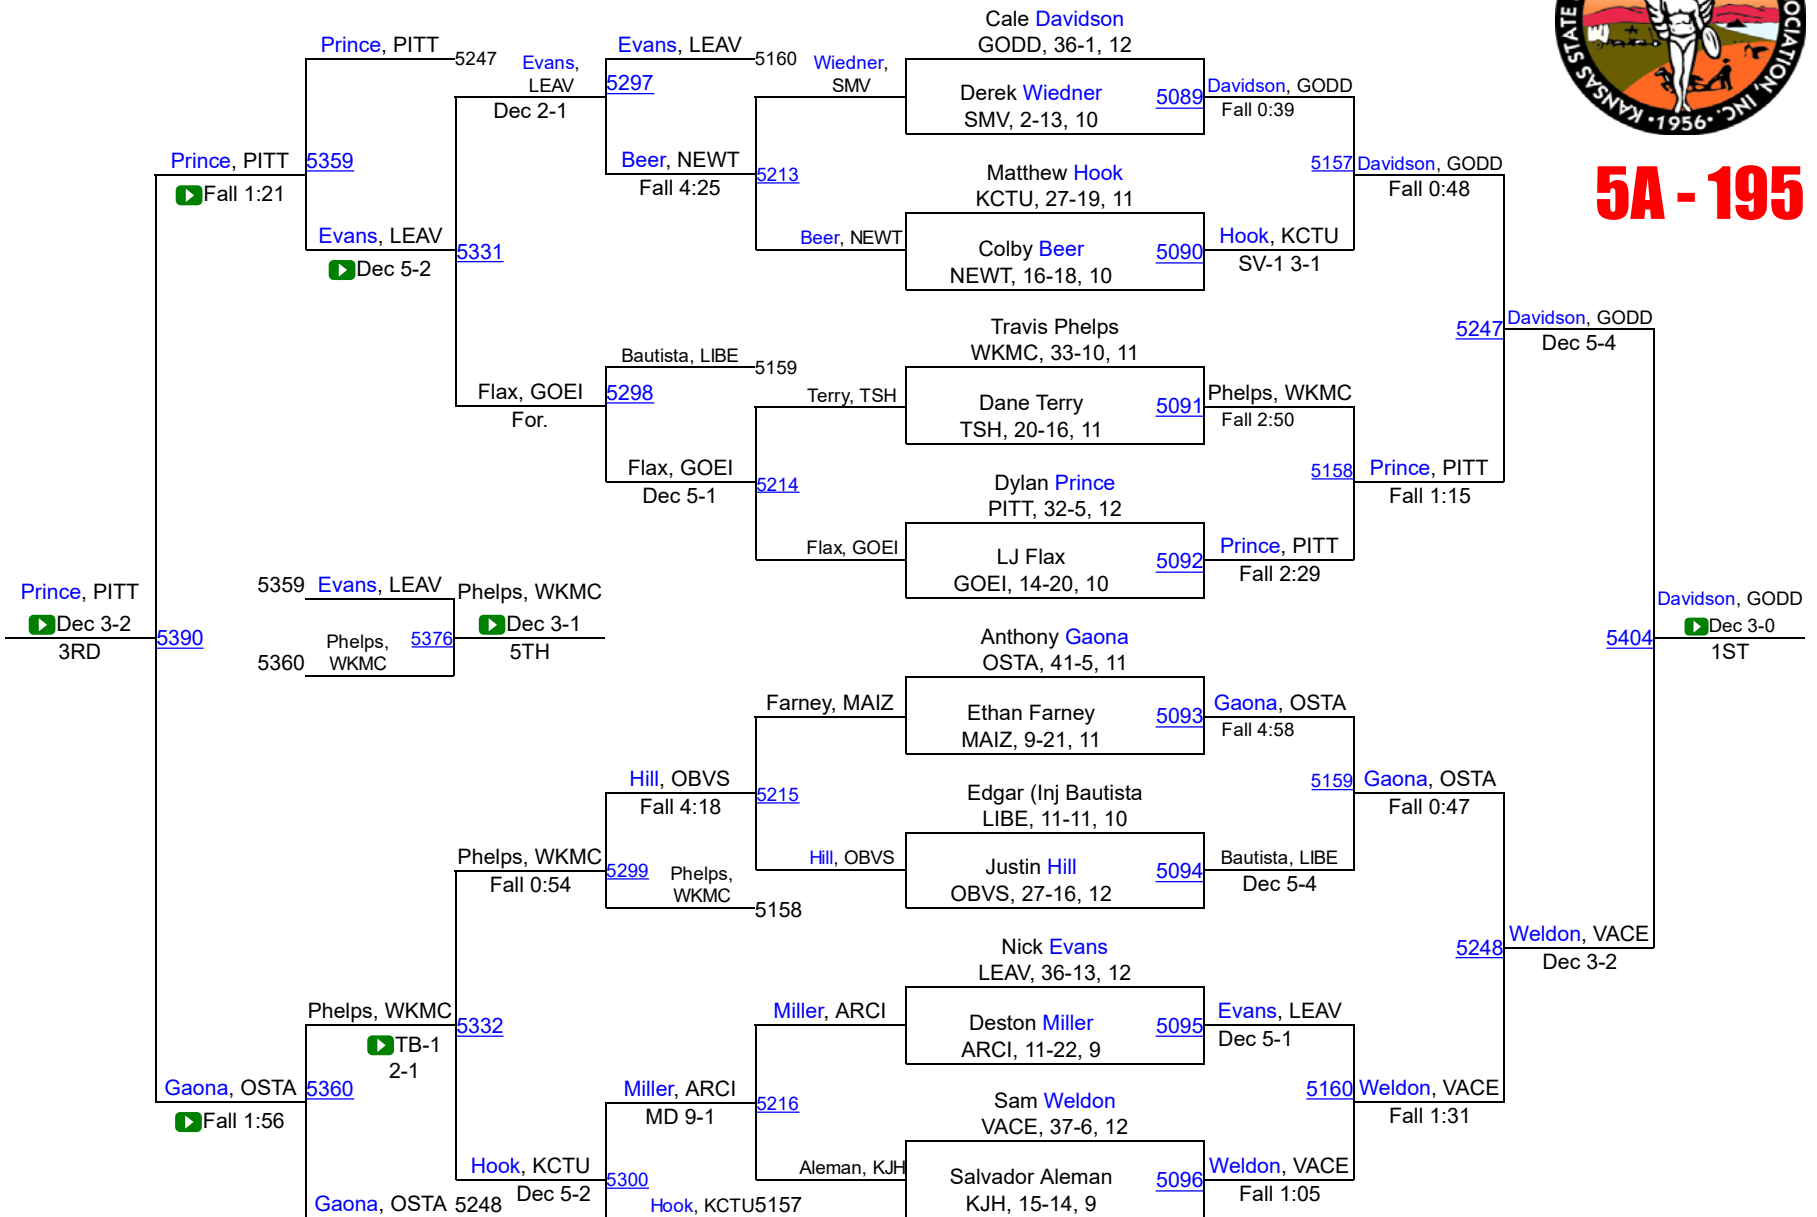 Cale Davidson
GODD, 36-1, 12
Prince, PITT
5247
Evans,
LEAV
Dec 2-1
Evans, LEAV
5160
5297
Wiedner,
SMV
Derek Wiedner
SMV, 2-13, 10
5089
Davidson, GODD
Fall 0:39
KANSAS STATE
OCIATION, INC.
•1956•
5A - 195
Prince, PITT
5359
Fall 1:21
Beer, NEWT
Fall 4:25
5213
Matthew Hook
KCTU, 27-19, 11
5157
Davidson, GODD
Fall 0:48
Evans, LEAV
Dec 5-2
5331
Beer, NEWT
Colby Beer
NEWT, 16-18, 10
5090
Hook, KCTU
SV-1 3-1
Travis Phelps
WKMC, 33-10, 11
5247
Davidson, GODD
Dec 5-4
Bautista, LIBE
5159
Flax, GOEI
For.
5298
Terry, TSH
Dane Terry
TSH, 20-16, 11
5091
Phelps, WKMC
Fall 2:50
Flax, GOEI
Dec 5-1
5214
Dylan Prince
PITT, 32-5, 12
5158
Prince, PITT
Fall 1:15
Flax, GOEI
LJ Flax
GOEI, 14-20, 10
5092
Prince, PITT
Fall 2:29
Prince, PITT
Dec 3-2
3RD
5390
5359
Evans, LEAV
5360
Phelps,
WKMC
5376
Phelps, WKMC
Dec 3-1
5TH
Anthony Gaona
OSTA, 41-5, 11
5404
Davidson, GODD
Dec 3-0
1ST
Farney, MAIZ
Ethan Farney
MAIZ, 9-21, 11
5093
Gaona, OSTA
Fall 4:58
Hill, OBVS
Fall 4:18
5215
Edgar (Inj Bautista
LIBE, 11-11, 10
5159
Gaona, OSTA
Fall 0:47
Phelps, WKMC
Fall 0:54
5299
Phelps,
WKMC
5158
Hill, OBVS
Justin Hill
OBVS, 27-16, 12
5094
Bautista, LIBE
Dec 5-4
Nick Evans
LEAV, 36-13, 12
5248
Weldon, VACE
Dec 3-2
Phelps, WKMC
TB-1
2-1
5332
Miller, ARCI
Deston Miller
ARCI, 11-22, 9
5095
Evans, LEAV
Dec 5-1
Gaona, OSTA
Fall 1:56
5360
Miller, ARCI
MD 9-1
5216
Sam Weldon
VACE, 37-6, 12
5160
Weldon, VACE
Fall 1:31
Hook, KCTU
Dec 5-2
5300
Aleman, KJH
Salvador Aleman
KJH, 15-14, 9
5096
Weldon, VACE
Fall 1:05
Gaona, OSTA
5248
Hook, KCTU
5157